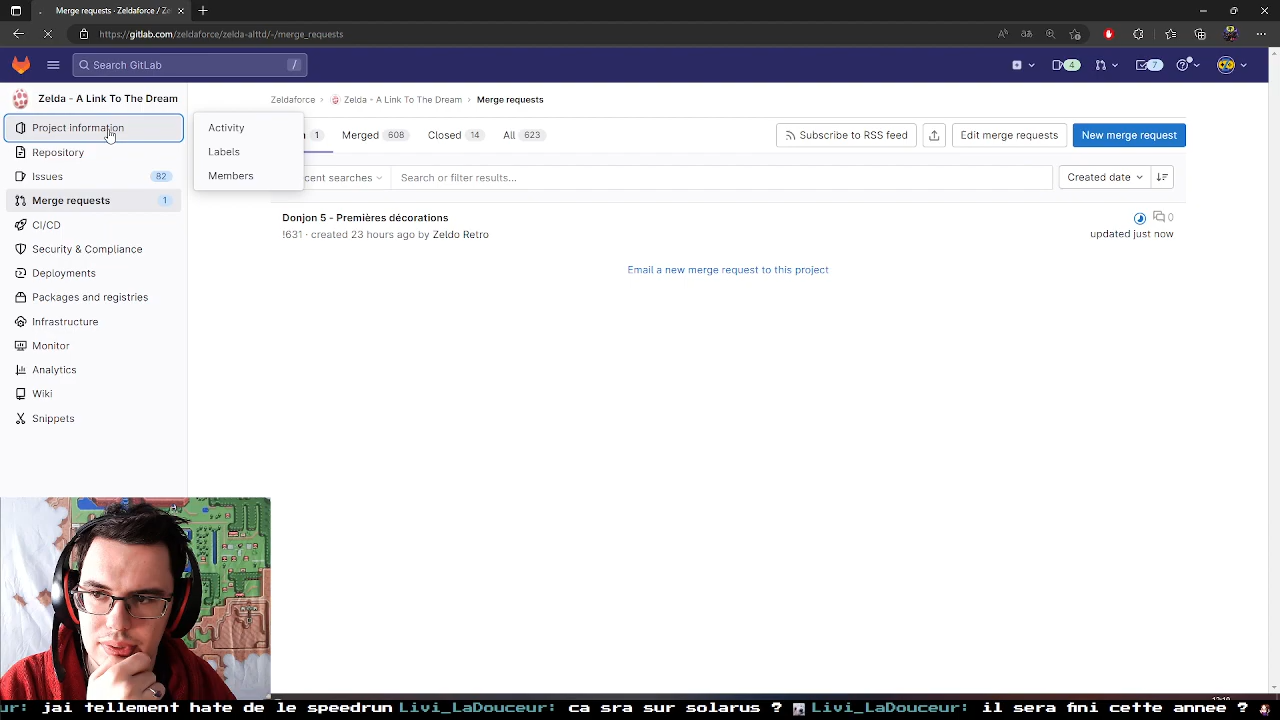 Merge requests · Zeldaforce / Ze
https://gitlab.com/zeldaforce/zelda-alttd/-/merge_requests
Search GitLab /
4
7
Zelda - A Link To The Dream
Project information
Repository
Issues 82
Merge requests 1
CI/CD
Security & Compliance
Deployments
Packages and registries
Infrastructure
Monitor
Analytics
Wiki
Snippets
Activity
Labels
Members
Zeldaforce › Zelda - A Link To The Dream › Merge requests
1 Merged 608 Closed 14 All 623
Subscribe to RSS feed Edit merge requests New merge request
searches Search or filter results... Created date
Donjon 5 - Premières décorations 0
!631 · created 23 hours ago by Zeldo Retro updated just now
Email a new merge request to this project
jai tellement hate de le speedrun Livi_LaDouceur: ca sra sur solarus ? Livi_LaDouceur: il sera fini cette annee ?